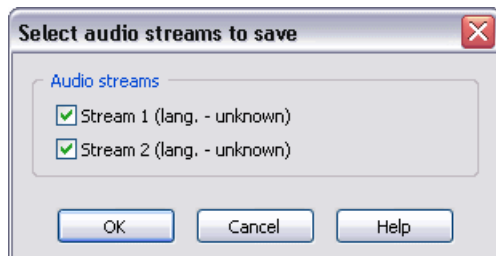 Select audio streams to save
Audio streams
Stream 1 (lang. - unknown)
Stream 2 (lang. - unknown)
OK Cancel Help